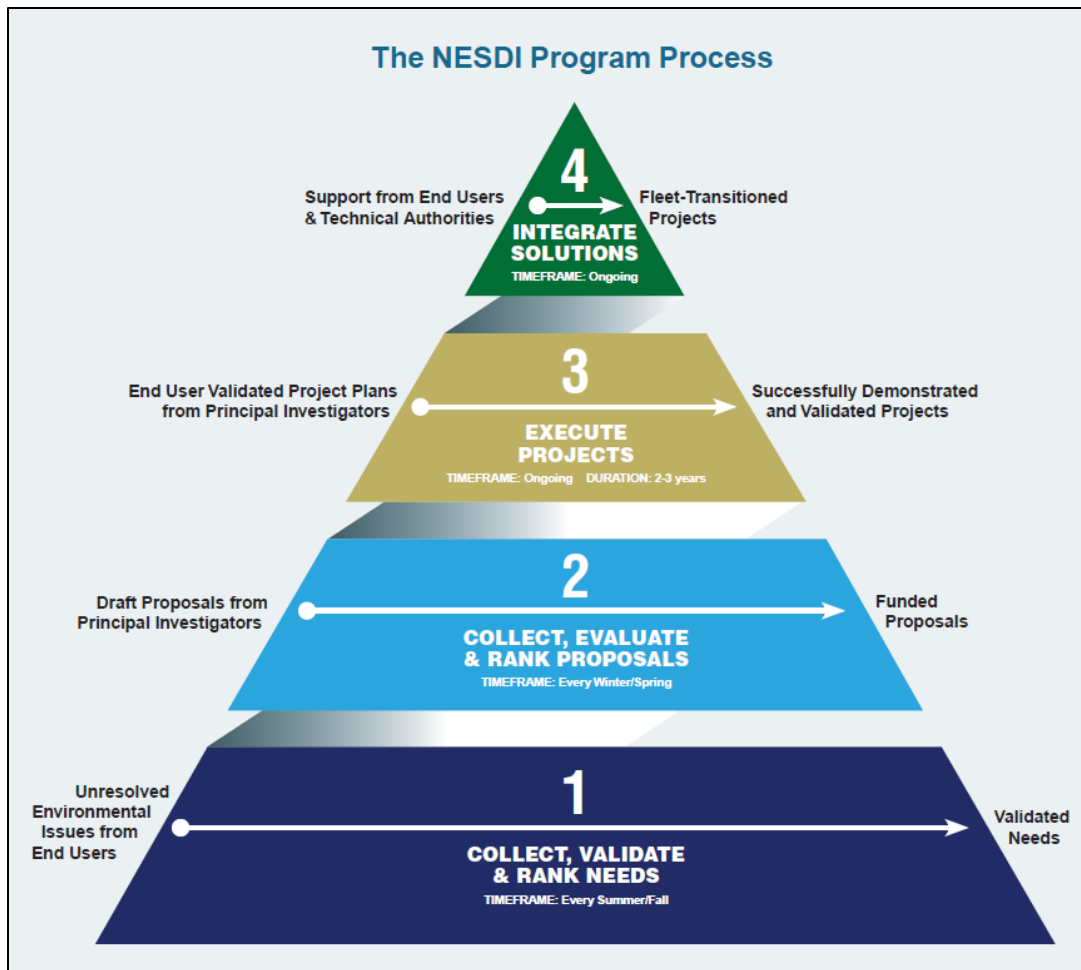 The NESDI Program Process
4
Support from End Users
& Technical Authorities
Fleet-Transitioned
Projects
INTEGRATE
SOLUTIONS
TIMEFRAME: Ongoing
3
End User Validated Project Plans
from Principal Investigators
Successfully Demonstrated
and Validated Projects
EXECUTE
PROJECTS
TIMEFRAME: Ongoing DURATION: 2-3 years
2
Draft Proposals from
Principal Investigators
Funded
Proposals
COLLECT, EVALUATE
& RANK PROPOSALS
TIMEFRAME: Every Winter/Spring
1
Unresolved
Environmental
Issues from
End Users
Validated
Needs
COLLECT, VALIDATE
& RANK NEEDS
TIMEFRAME: Every Summer/Fall